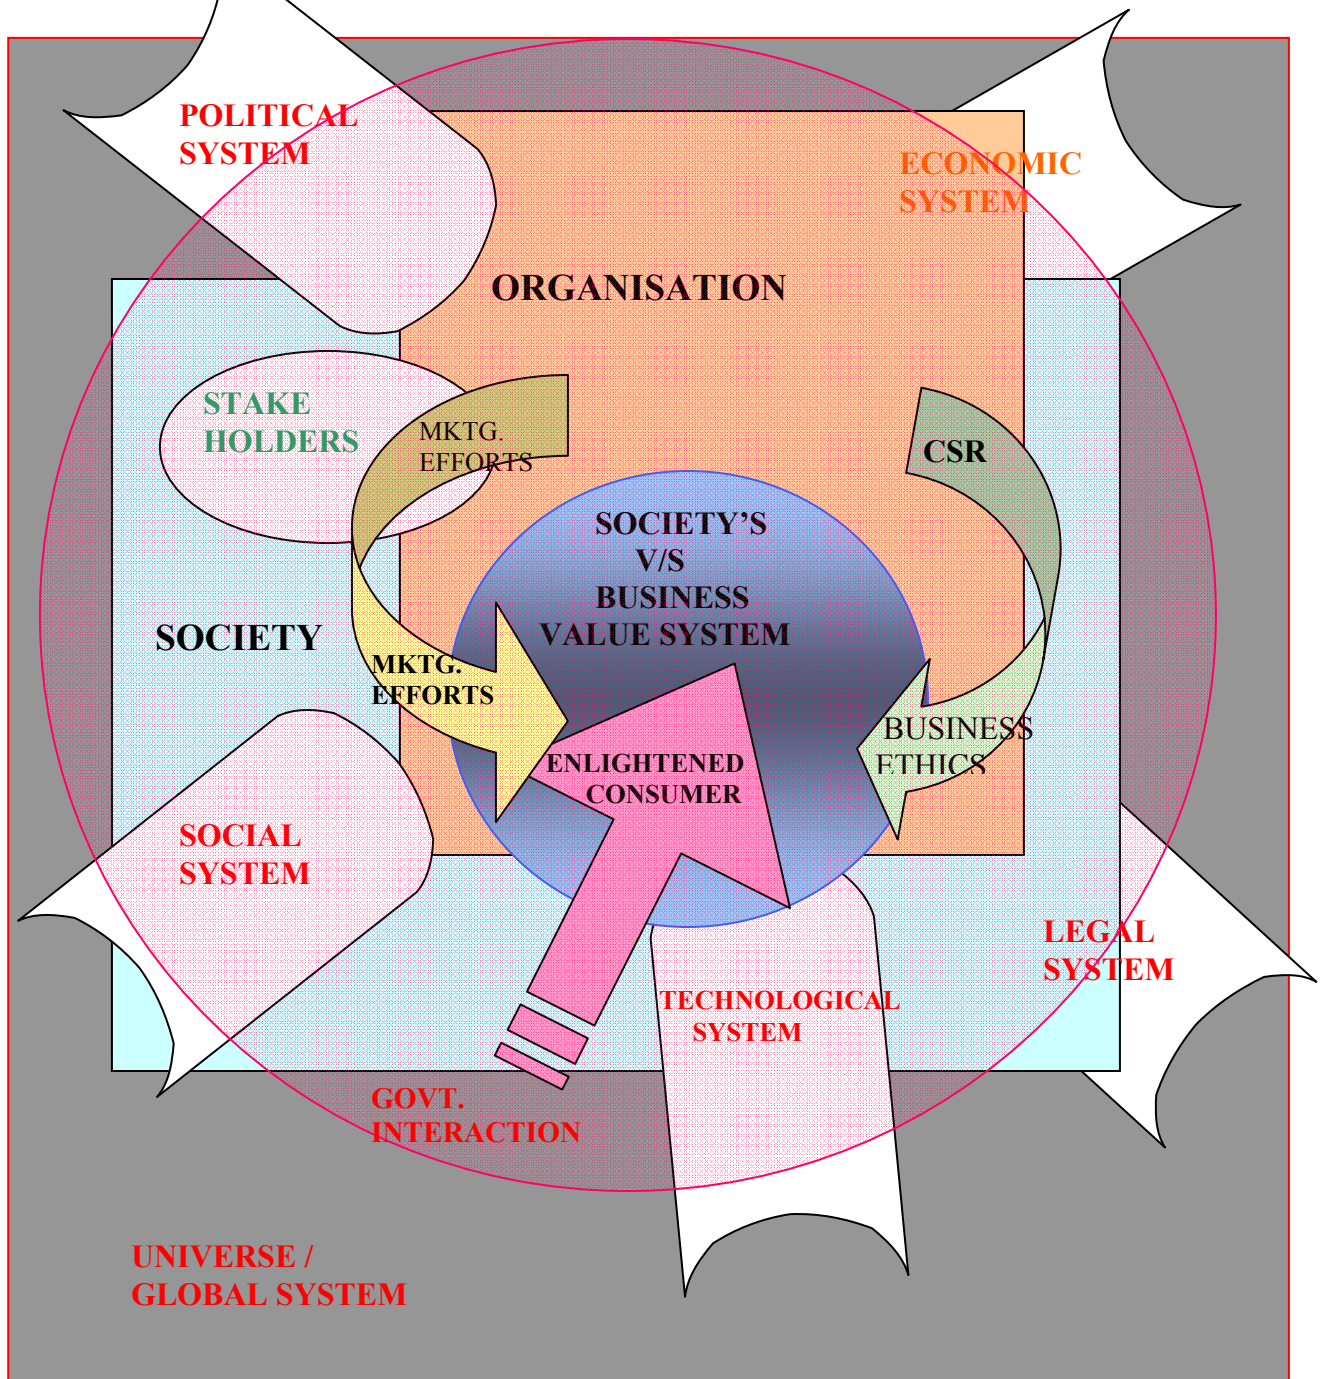 POLITICAL
SYSTEM
ECONOMIC
SYSTEM
ORGANISATION
STAKE
HOLDERS
MKTG.
EFFORTS
CSR
SOCIETY’S
V/S
BUSINESS
VALUE SYSTEM
SOCIETY
MKTG.
EFFORTS
BUSINESS
ETHICS
ENLIGHTENED
CONSUMER
SOCIAL
SYSTEM
LEGAL
SYSTEM
TECHNOLOGICAL
SYSTEM
GOVT.
INTERACTION
UNIVERSE /
GLOBAL SYSTEM